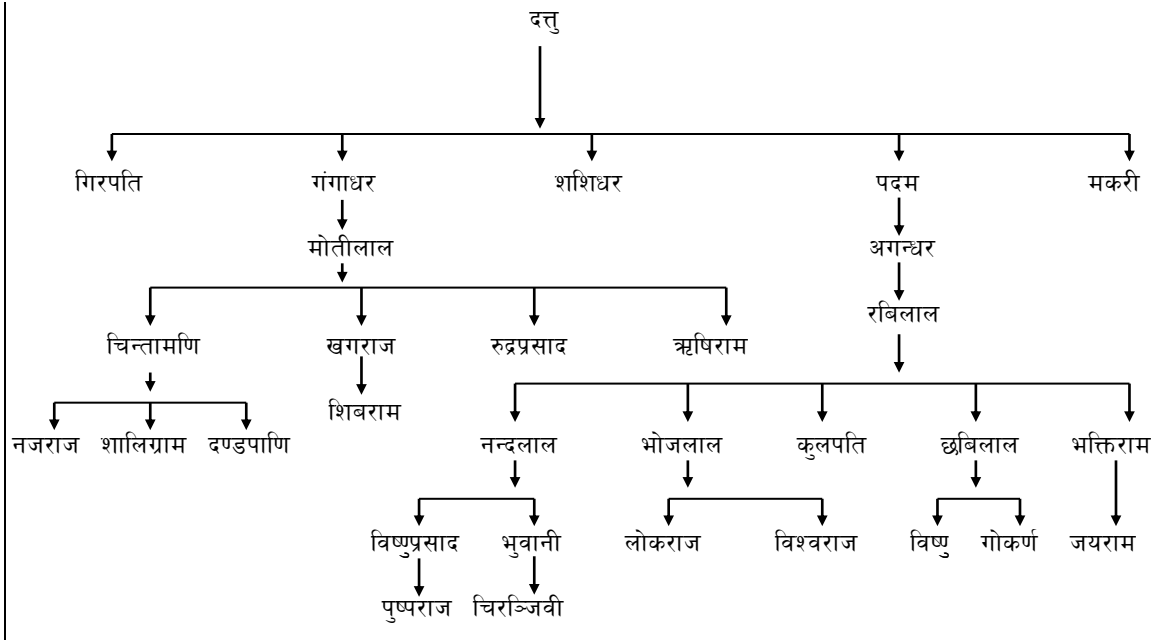 दत्तु
गिरपति गंगाधर शशिधर पदम मकरी
मोतीलाल अगन्धर
रबिलाल
चिन्तामणि खगराज रुद्रप्रसाद ऋषिराम
शिबराम
नजराज शालिग्राम दण्डपाणि नन्दलाल भोजलाल कुलपति छबिलाल भक्तिराम
विष्णुप्रसाद भुवानी लोकराज विश्वराज विष्णु गोकर्ण जयराम
पुष्पराज चिरञ्जिवी